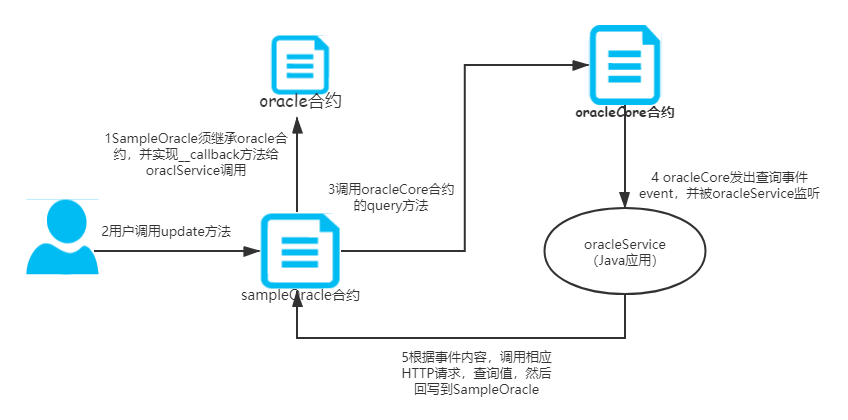 oracle合约
oracleCore合约
1SampleOracle须继承oracle合
约，并实现__callback方法给
oraclService调用
3调用oracleCore合约
的query方法
4 oracleCore发出查询事件
event，并被oracleService监听
2用户调用update方法
oracleService
（Java应用）
sampleOracle合约
5根据事件内容，调用相应
HTTP请求，查询值，然后
回写到SampleOracle